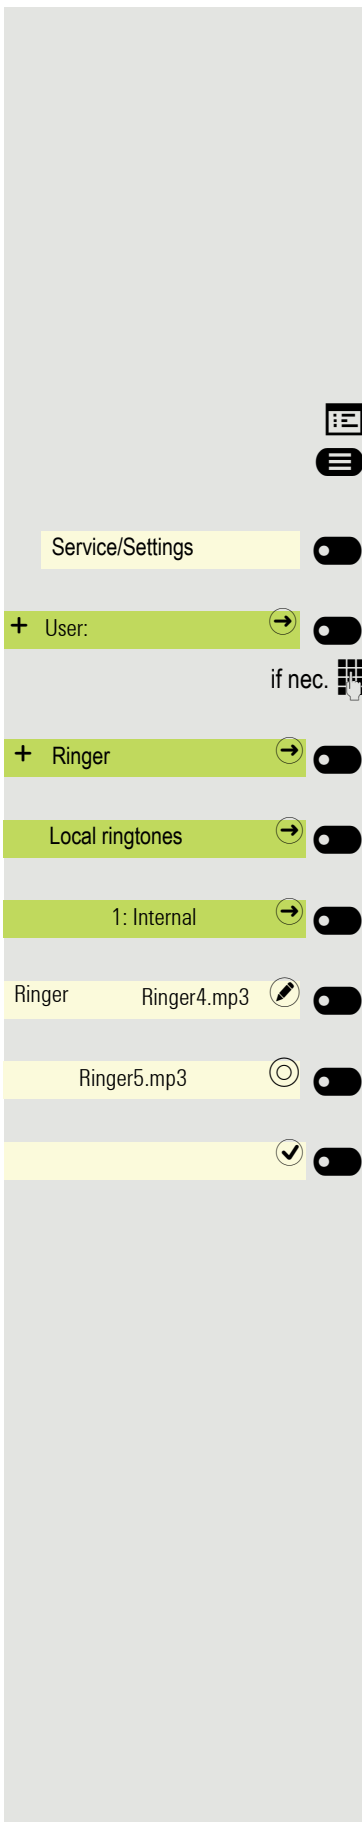 Service/Settings
+ User:
if nec.
+ Ringer
Local ringtones
1: Internal
Ringer Ringer4.mp3
Ringer5.mp3